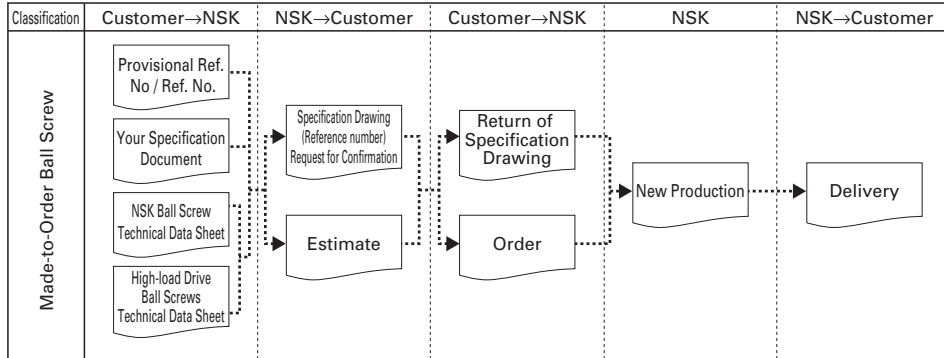 Classification
Customer→NSK
NSK→Customer
Customer→NSK
NSK
NSK→Customer
Made-to-Order Ball Screw
Provisional Ref.
No / Ref. No.
Your Specification
Document
NSK Ball Screw
Technical Data Sheet
High-load Drive
Ball Screws
Technical Data Sheet
Specification Drawing
(Reference number)
Request for Confirmation
Estimate
Return of
Specification
Drawing
Order
New Production
Delivery